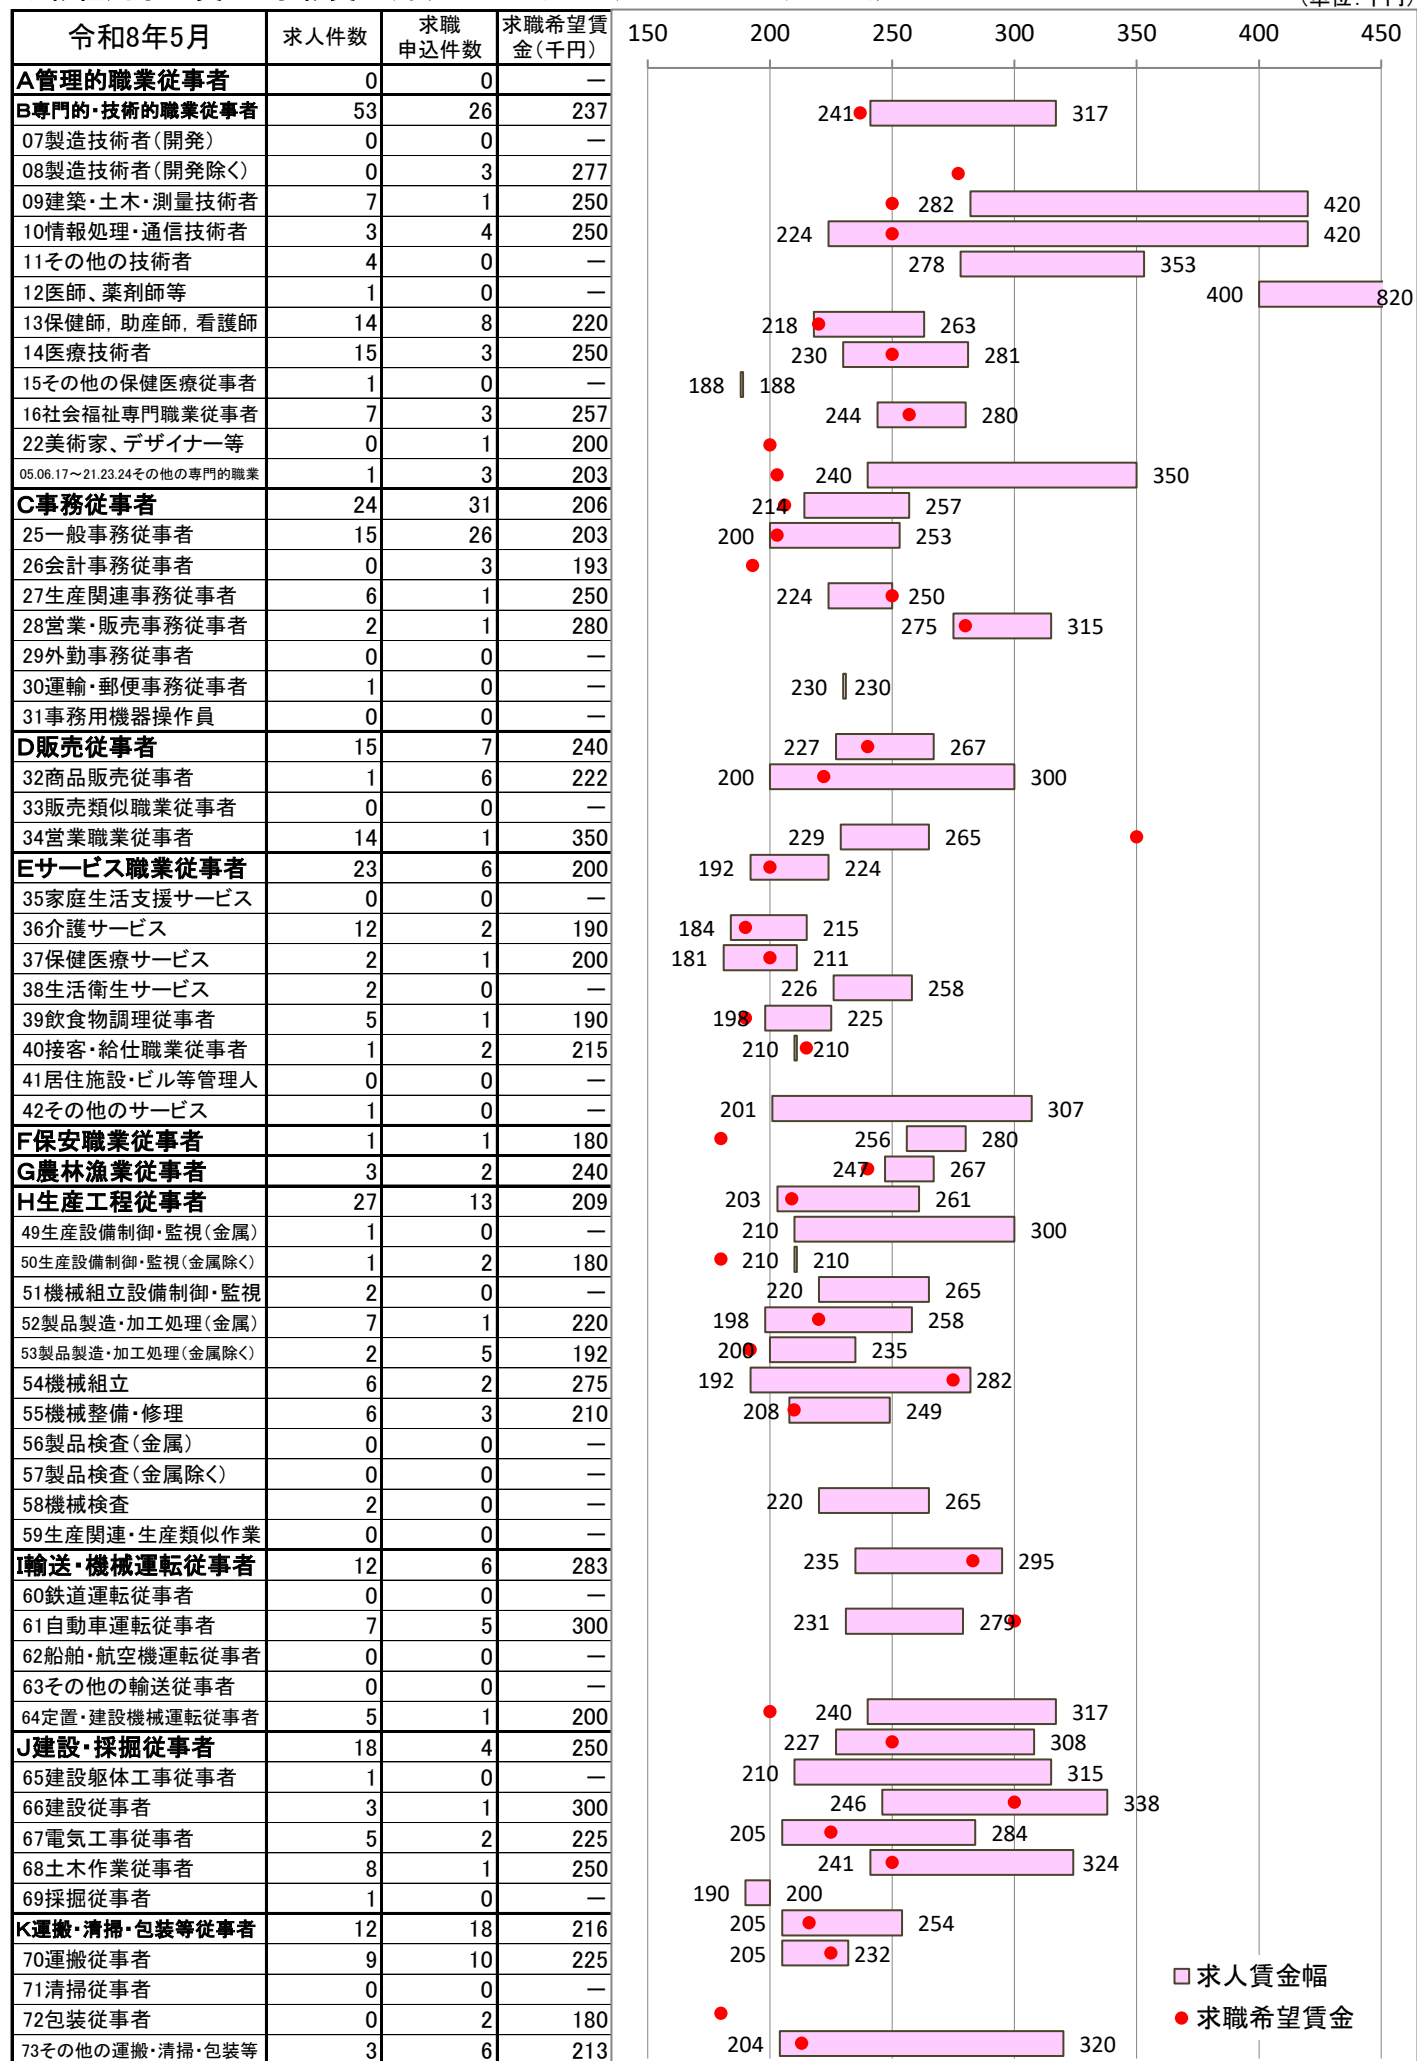 (単位：千円)
令和8年5月 求人件数 求職申込件数 求職希望賃金(千円) 150 200 250 300 350 400 450
A管理的職業従事者 0 0 －
B専門的・技術的職業従事者 53 26 237 241 317
07製造技術者(開発) 0 0 －
08製造技術者(開発除く) 0 3 277
09建築・土木・測量技術者 7 1 250 282 420
10情報処理・通信技術者 3 4 250 224 420
11その他の技術者 4 0 － 278 353
12医師、薬剤師等 1 0 － 400 820
13保健師，助産師，看護師 14 8 220 218 263
14医療技術者 15 3 250 230 281
15その他の保健医療従事者 1 0 － 188 188
16社会福祉専門職業従事者 7 3 257 244 280
22美術家、デザイナー等 0 1 200
05.06.17～21.23.24その他の専門的職業 1 3 203 240 350
C事務従事者 24 31 206 214 257
25一般事務従事者 15 26 203 200 253
26会計事務従事者 0 3 193
27生産関連事務従事者 6 1 250 224 250
28営業・販売事務従事者 2 1 280 275 315
29外勤事務従事者 0 0 －
30運輸・郵便事務従事者 1 0 － 230 230
31事務用機器操作員 0 0 －
D販売従事者 15 7 240 227 267
32商品販売従事者 1 6 222 200 300
33販売類似職業従事者 0 0 －
34営業職業従事者 14 1 350 229 265
Eサービス職業従事者 23 6 200 192 224
35家庭生活支援サービス 0 0 －
36介護サービス 12 2 190 184 215
37保健医療サービス 2 1 200 181 211
38生活衛生サービス 2 0 － 226 258
39飲食物調理従事者 5 1 190 198 225
40接客・給仕職業従事者 1 2 215 210 210
41居住施設・ビル等管理人 0 0 －
42その他のサービス 1 0 － 201 307
F保安職業従事者 1 1 180 256 280
G農林漁業従事者 3 2 240 247 267
H生産工程従事者 27 13 209 203 261
49生産設備制御・監視(金属) 1 0 － 210 300
50生産設備制御・監視(金属除く) 1 2 180 210 210
51機械組立設備制御・監視 2 0 － 220 265
52製品製造・加工処理(金属) 7 1 220 198 258
53製品製造・加工処理(金属除く) 2 5 192 200 235
54機械組立 6 2 275 192 282
55機械整備・修理 6 3 210 208 249
56製品検査(金属) 0 0 －
57製品検査(金属除く) 0 0 －
58機械検査 2 0 － 220 265
59生産関連・生産類似作業 0 0 －
I輸送・機械運転従事者 12 6 283 235 295
60鉄道運転従事者 0 0 －
61自動車運転従事者 7 5 300 231 279
62船舶・航空機運転従事者 0 0 －
63その他の輸送従事者 0 0 －
64定置・建設機械運転従事者 5 1 200 240 317
J建設・採掘従事者 18 4 250 227 308
65建設躯体工事従事者 1 0 － 210 315
66建設従事者 3 1 300 246 338
67電気工事従事者 5 2 225 205 284
68土木作業従事者 8 1 250 241 324
69採掘従事者 1 0 － 190 200
K運搬・清掃・包装等従事者 12 18 216 205 254
70運搬従事者 9 10 225 205 232
71清掃従事者 0 0 － 求人賃金幅
72包装従事者 0 2 180 求職希望賃金
73その他の運搬・清掃・包装等 3 6 213 204 320